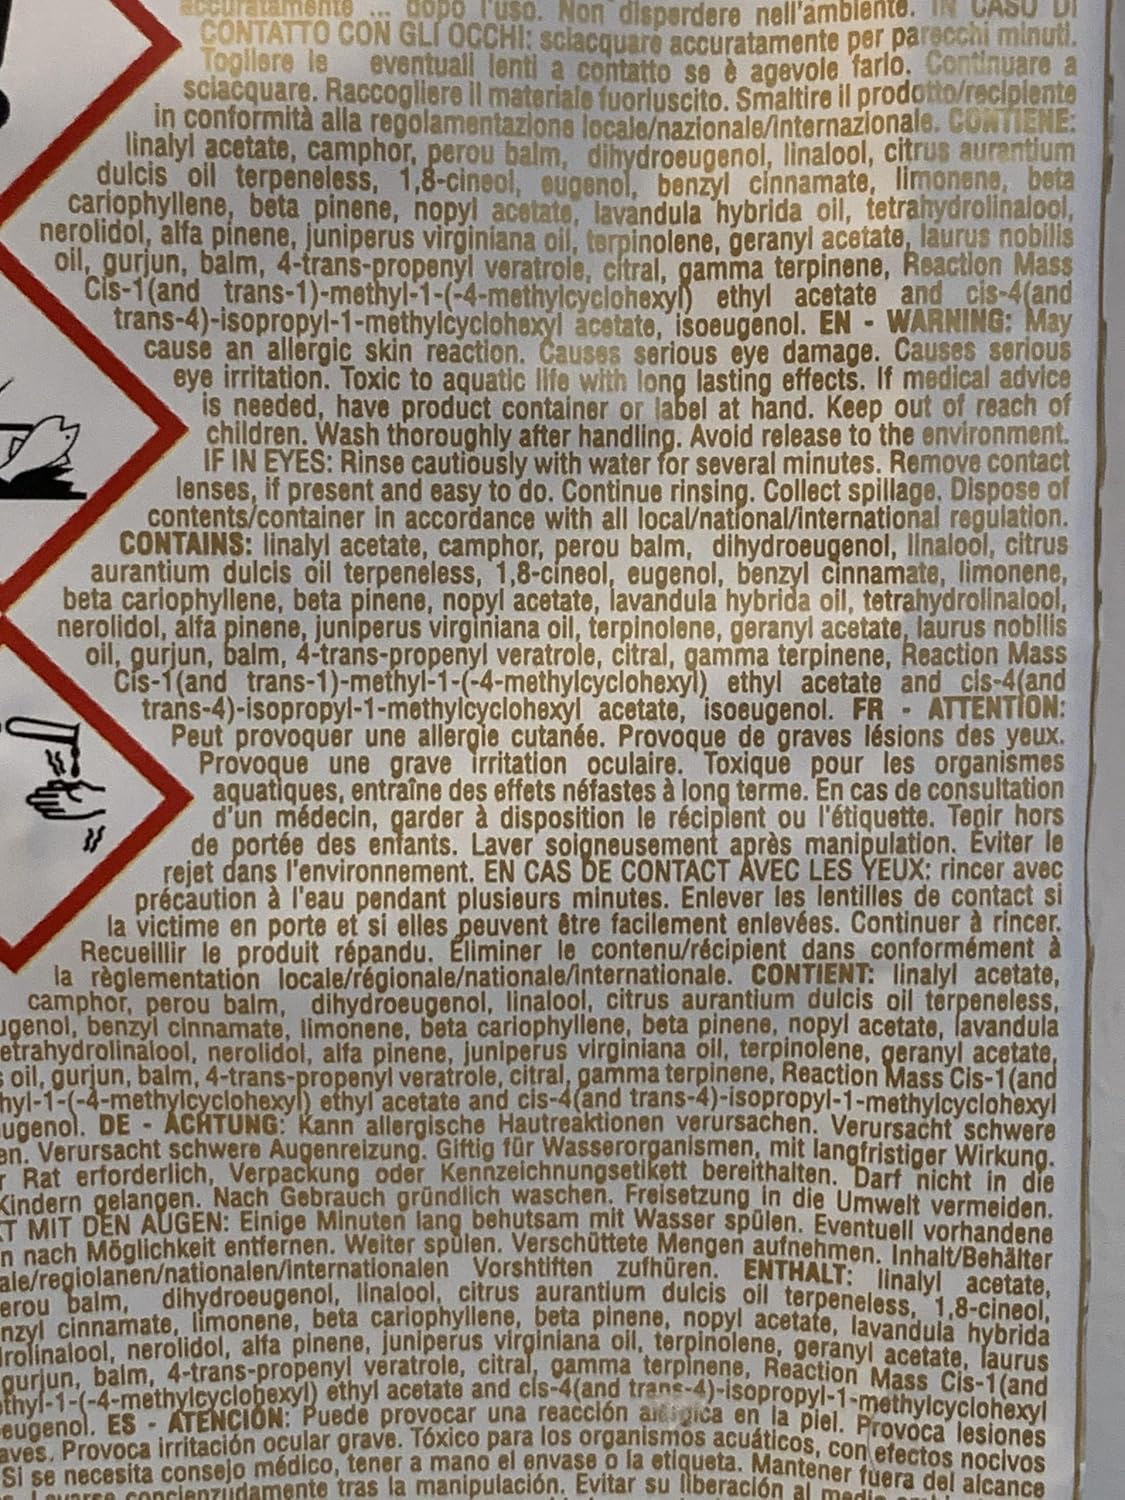 accuratamente ... dopo l'uso. Non disperdere nell'ambiente. IN CASO DI
CONTATTO CON GLI OCCHI: sciacquare accuratamente per parecchi minuti.
Togliere le eventuali lenti a contatto se è agevole farlo. Continuare a
sciacquare. Raccogliere il materiale fuoriuscito. Smaltire il prodotto/recipiente
in conformità alla regolamentazione locale/nazionale/internazionale. CONTIENE:
linalyl acetate, camphor, perou balm, dihydroeugenol, linalool, citrus aurantium
dulcis oil terpeneless, 1,8-cineol, eugenol, benzyl cinnamate, limonene, beta
cariophyllene, beta pinene, nopyl acetate, lavandula hybrida oil, tetrahydrolinalool,
nerolidol, alfa pinene, juniperus virginiana oil, terpinolene, geranyl acetate, laurus nobilis
oil, gurjun, balm, 4-trans-propenyl veratrole, citral, gamma terpinene, Reaction Mass
Cis-1(and trans-1)-methyl-1-(-4-methylcyclohexyl) ethyl acetate and cis-4(and
trans-4)-isopropyl-1-methylcyclohexyl acetate, isoeugenol. EN - WARNING: May
cause an allergic skin reaction. Causes serious eye damage. Causes serious
eye irritation. Toxic to aquatic life with long lasting effects. If medical advice
is needed, have product container or label at hand. Keep out of reach of
children. Wash thoroughly after handling. Avoid release to the environment.
IF IN EYES: Rinse cautiously with water for several minutes. Remove contact
lenses, if present and easy to do. Continue rinsing. Collect spillage. Dispose of
contents/container in accordance with all local/national/international regulation.
CONTAINS: linalyl acetate, camphor, perou balm, dihydroeugenol, linalool, citrus
aurantium dulcis oil terpeneless, 1,8-cineol, eugenol, benzyl cinnamate, limonene,
beta cariophyllene, beta pinene, nopyl acetate, lavandula hybrida oil, tetrahydrolinalool,
nerolidol, alfa pinene, juniperus virginiana oil, terpinolene, geranyl acetate, laurus nobilis
oil, gurjun, balm, 4-trans-propenyl veratrole, citral, gamma terpinene, Reaction Mass
Cis-1(and trans-1)-methyl-1-(-4-methylcyclohexyl) ethyl acetate and cis-4(and
trans-4)-isopropyl-1-methylcyclohexyl acetate, isoeugenol. FR - ATTENTION:
Peut provoquer une allergie cutanée. Provoque de graves lésions des yeux.
Provoque une grave irritation oculaire. Toxique pour les organismes
aquatiques, entraîne des effets néfastes à long terme. En cas de consultation
d'un médecin, garder à disposition le récipient ou l'étiquette. Tenir hors
de portée des enfants. Laver soigneusement après manipulation. Éviter le
rejet dans l'environnement. EN CAS DE CONTACT AVEC LES YEUX: rincer avec
précaution à l'eau pendant plusieurs minutes. Enlever les lentilles de contact si
la victime en porte et si elles peuvent être facilement enlevées. Continuer à rincer.
Recueillir le produit répandu. Éliminer le contenu/récipient dans conformément à
la règlementation locale/régionale/nationale/internationale. CONTIENT: linalyl acetate,
camphor, perou balm, dihydroeugenol, linalool, citrus aurantium dulcis oil terpeneless,
ugenol, benzyl cinnamate, limonene, beta cariophyllene, beta pinene, nopyl acetate, lavandula
etrahydrolinalool, nerolidol, alfa pinene, juniperus virginiana oil, terpinolene, geranyl acetate,
s oil, gurjun, balm, 4-trans-propenyl veratrole, citral, gamma terpinene, Reaction Mass Cis-1(and
hyl-1-(-4-methylcyclohexyl) ethyl acetate and cis-4(and trans-4)-isopropyl-1-methylcyclohexyl
ugenol. DE - ACHTUNG: Kann allergische Hautreaktionen verursachen. Verursacht schwere
en. Verursacht schwere Augenreizung. Giftig für Wasserorganismen, mit langfristiger Wirkung.
r Rat erforderlich, Verpackung oder Kennzeichnungsetikett bereithalten. Darf nicht in die
Kindern gelangen. Nach Gebrauch gründlich waschen. Freisetzung in die Umwelt vermeiden.
KT MIT DEN AUGEN: Einige Minuten lang behutsam mit Wasser spülen. Eventuell vorhandene
n nach Möglichkeit entfernen. Weiter spülen. Verschüttete Mengen aufnehmen. Inhalt/Behälter
ale/regiolanen/nationalen/internationalen Vorshtiften zufhüren. ENTHALT: linalyl acetate,
erou balm, dihydroeugenol, linalool, citrus aurantium dulcis oil terpeneless, 1,8-cineol,
nzyl cinnamate, limonene, beta cariophyllene, beta pinene, nopyl acetate, lavandula hybrida
drolinalool, nerolidol, alfa pinene, juniperus virginiana oil, terpinolene, geranyl acetate, laurus
gurjun, balm, 4-trans-propenyl veratrole, citral, gamma terpinene, Reaction Mass Cis-1(and
thyl-1-(-4-methylcyclohexyl) ethyl acetate and cis-4(and trans-4)-isopropyl-1-methylcyclohexyl
eugenol. ES - ATENCIÓN: Puede provocar una reacción alérgica en la piel. Provoca lesiones
aves. Provoca irritación ocular grave. Tóxico para los organismos acuáticos, con efectos nocivos
Si se necesita consejo médico, tener a mano el envase o la etiqueta. Mantener fuera del alcance
Lavarse concienzudamente tras la manipulación. Evitar su liberación al medio